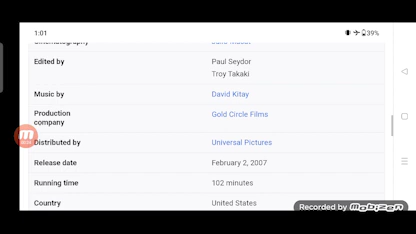 1:01
39%
Edited by
Paul Seydor
Troy Takaki
Music by
David Kitay
Production
company
Gold Circle Films
Distributed by
Universal Pictures
Release date
February 2, 2007
Running time
102 minutes
Country
United States
Recorded by Mobizen